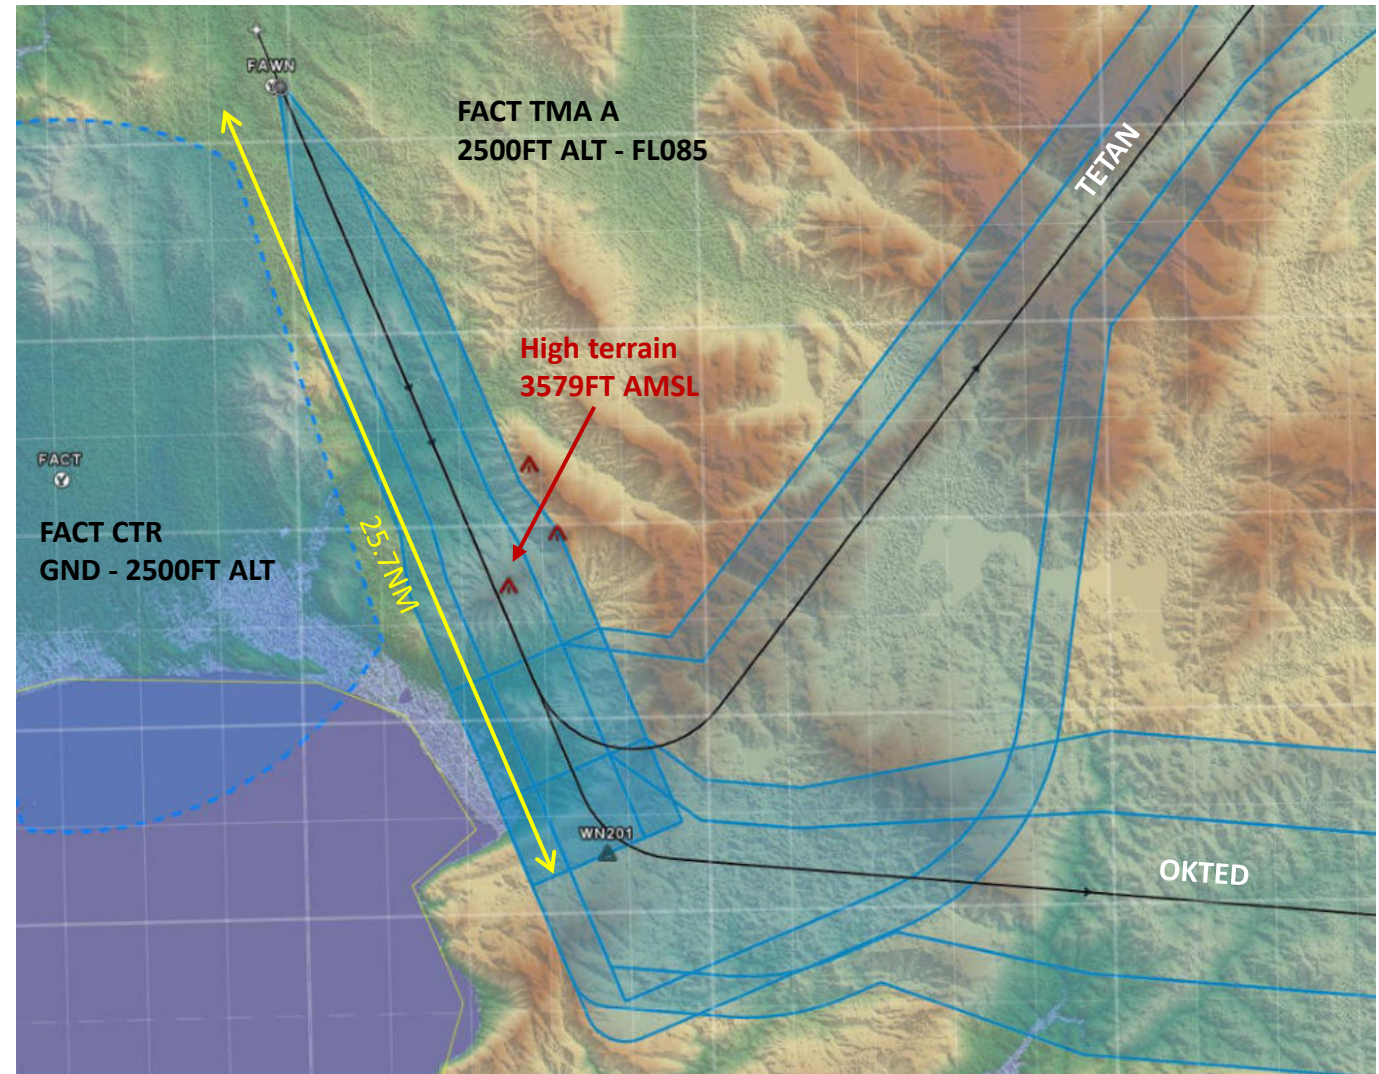 FAWN
FACT TMA A
2500FT ALT - FL085
TETAN
High terrain
3579FT AMSL
FACT
FACT CTR
GND - 2500FT ALT
25.7NM
WN201
OKTED